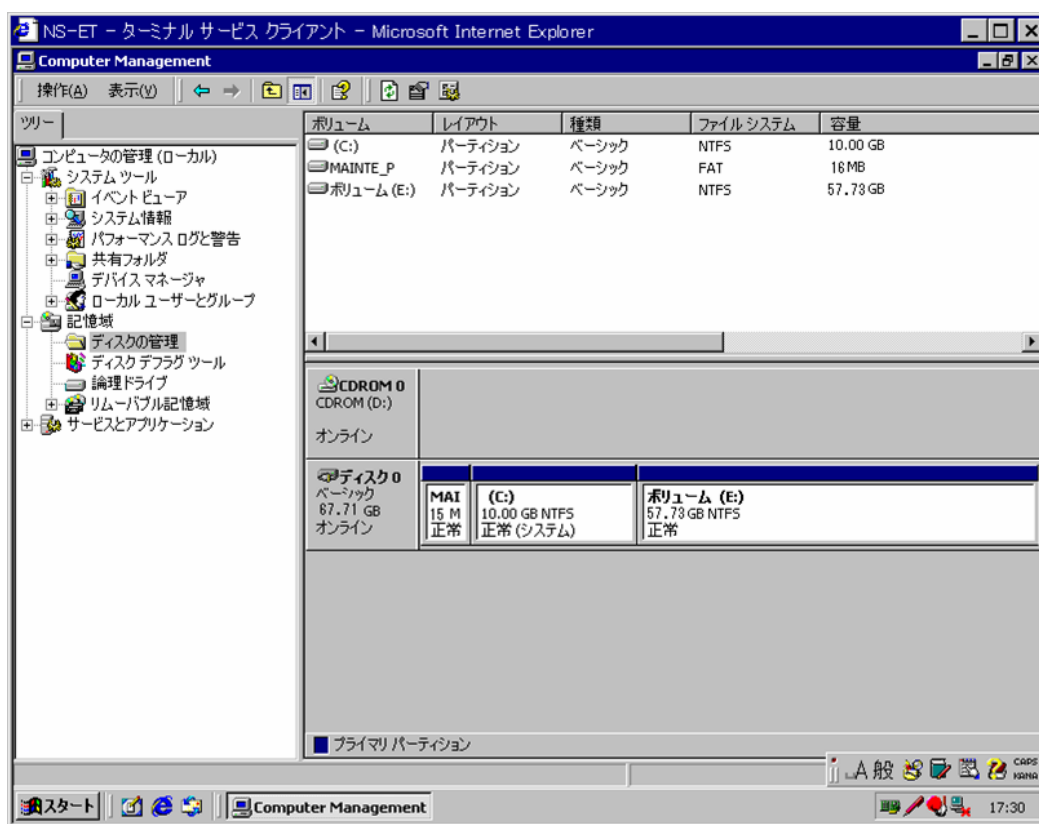 NS-ET - ターミナル サービス クライアント - Microsoft Internet Explorer
Computer Management
操作(A) 表示(V)
ツリー
コンピュータの管理 (ローカル)
システム ツール
イベント ビューア
システム情報
パフォーマンス ログと警告
共有フォルダ
デバイス マネージャ
ローカル ユーザーとグループ
記憶域
ディスクの管理
ディスク デフラグ ツール
論理ドライブ
リムーバブル記憶域
サービスとアプリケーション
ボリューム レイアウト 種類 ファイル システム 容量
(C:) パーティション ベーシック NTFS 10.00 GB
MAINTE_P パーティション ベーシック FAT 16 MB
ボリューム (E:) パーティション ベーシック NTFS 57.73 GB
CDROM 0
CDROM (D:)
オンライン
ディスク 0
ベーシック
67.71 GB
オンライン
MAI
15 M
正常
(C:)
10.00 GB NTFS
正常 (システム)
ボリューム (E:)
57.73 GB NTFS
正常
プライマリ パーティション
A 般 CAPS
KANA
スタート Computer Management 17:30